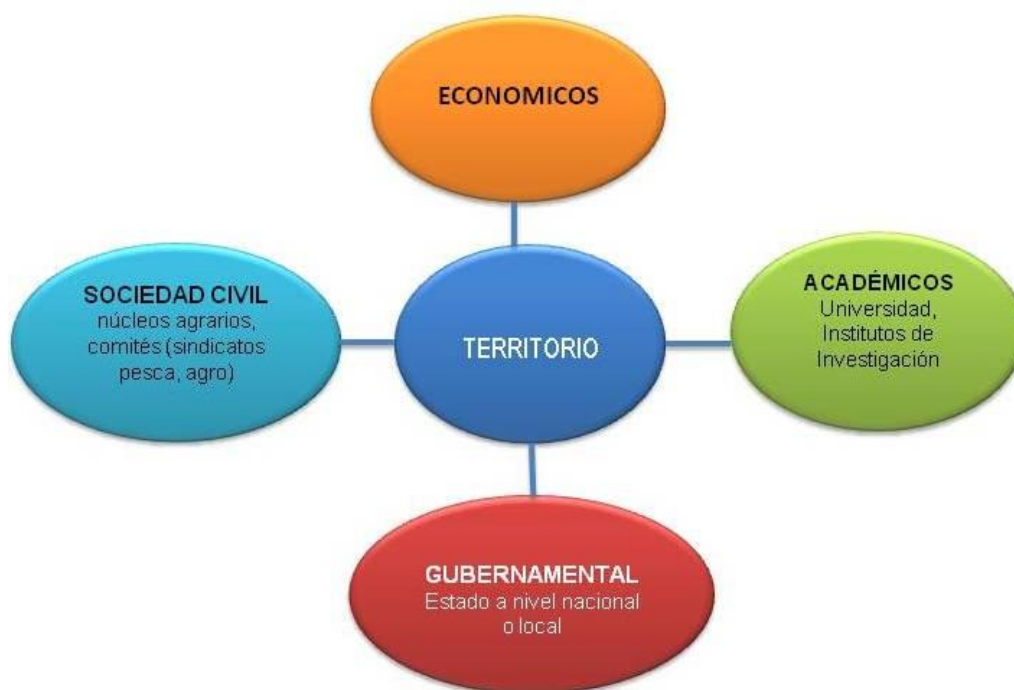 ECONOMICOS
SOCIEDAD CIVIL
núcleos agrarios,
comités (sindicatos
pesca, agro)
TERRITORIO
ACADÉMICOS
Universidad,
Institutos de
Investigación
GUBERNAMENTAL
Estado a nivel nacional
o local